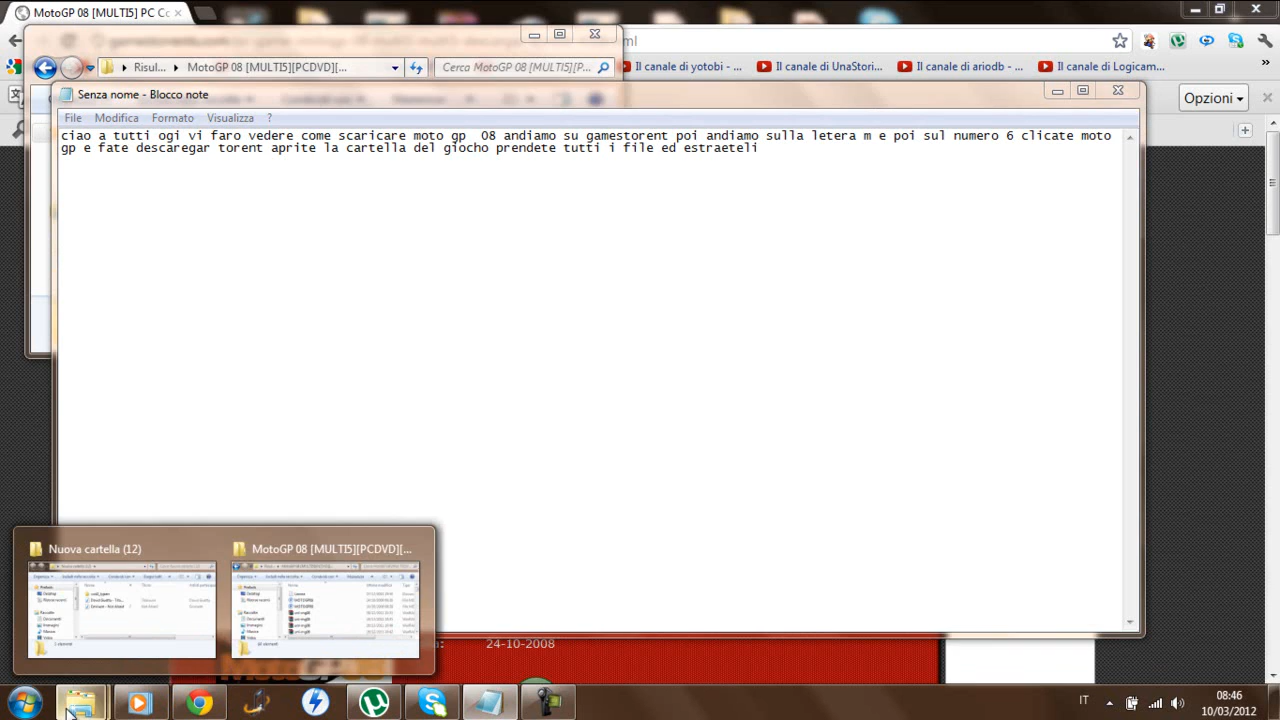 MotoGP 08 [MULTI5] PC Co
ml
Risul...
MotoGP 08 [MULTI5][PCDVD][...
Cerca MotoGP 08 [MULTI5][P...
Il canale di yotobi - ...
Il canale di UnaStori...
Il canale di ariodb - ...
Il canale di Logicam...
»
Senza nome - Blocco note
Opzioni
File Modifica Formato Visualizza ?
ciao a tutti ogi vi faro vedere come scaricare moto gp  08 andiamo su gamestorent poi andiamo sulla letera m e poi sul numero 6 clicate moto
gp e fate descaregar torent aprite la cartella del giocho prendete tutti i file ed estraeteli
Nuova cartella (12)
MotoGP 08 [MULTI5][PCDVD][...
24-10-2008
IT
08:46
10/03/2012